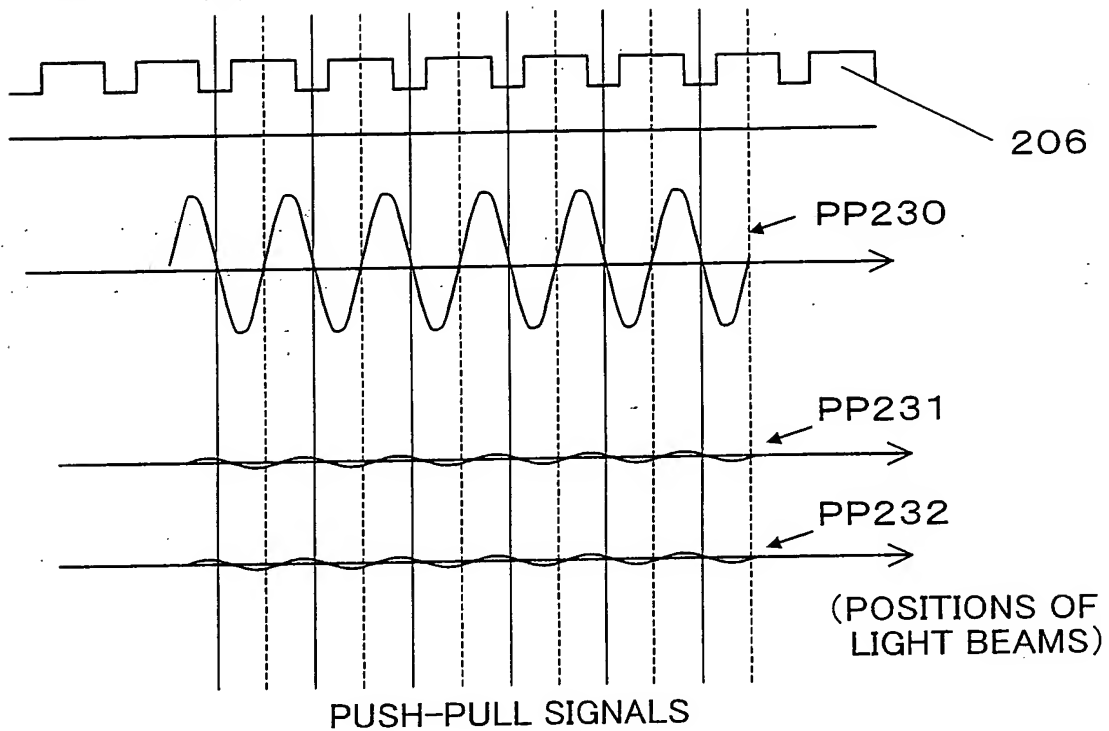 206
PP230
PP231
PP232
(POSITIONS OF
LIGHT BEAMS)
PUSH-PULL SIGNALS